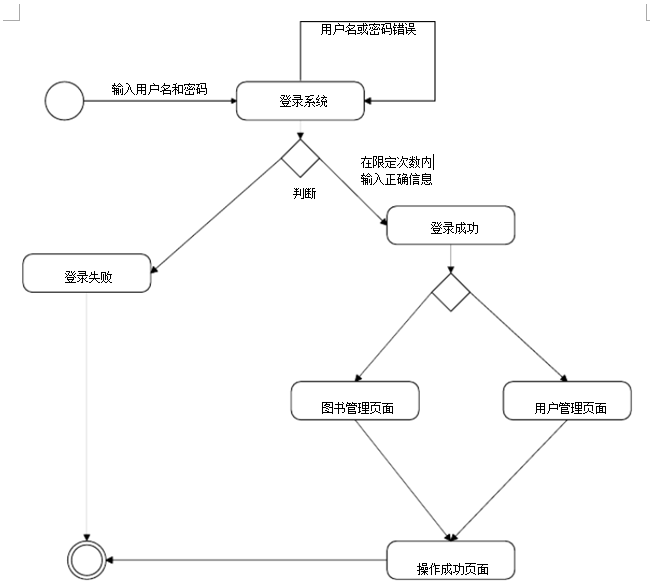 用户名或密码错误
输入用户名和密码
登录系统
判断
在限定次数内
输入正确信息
登录成功
登录失败
图书管理页面
用户管理页面
操作成功页面